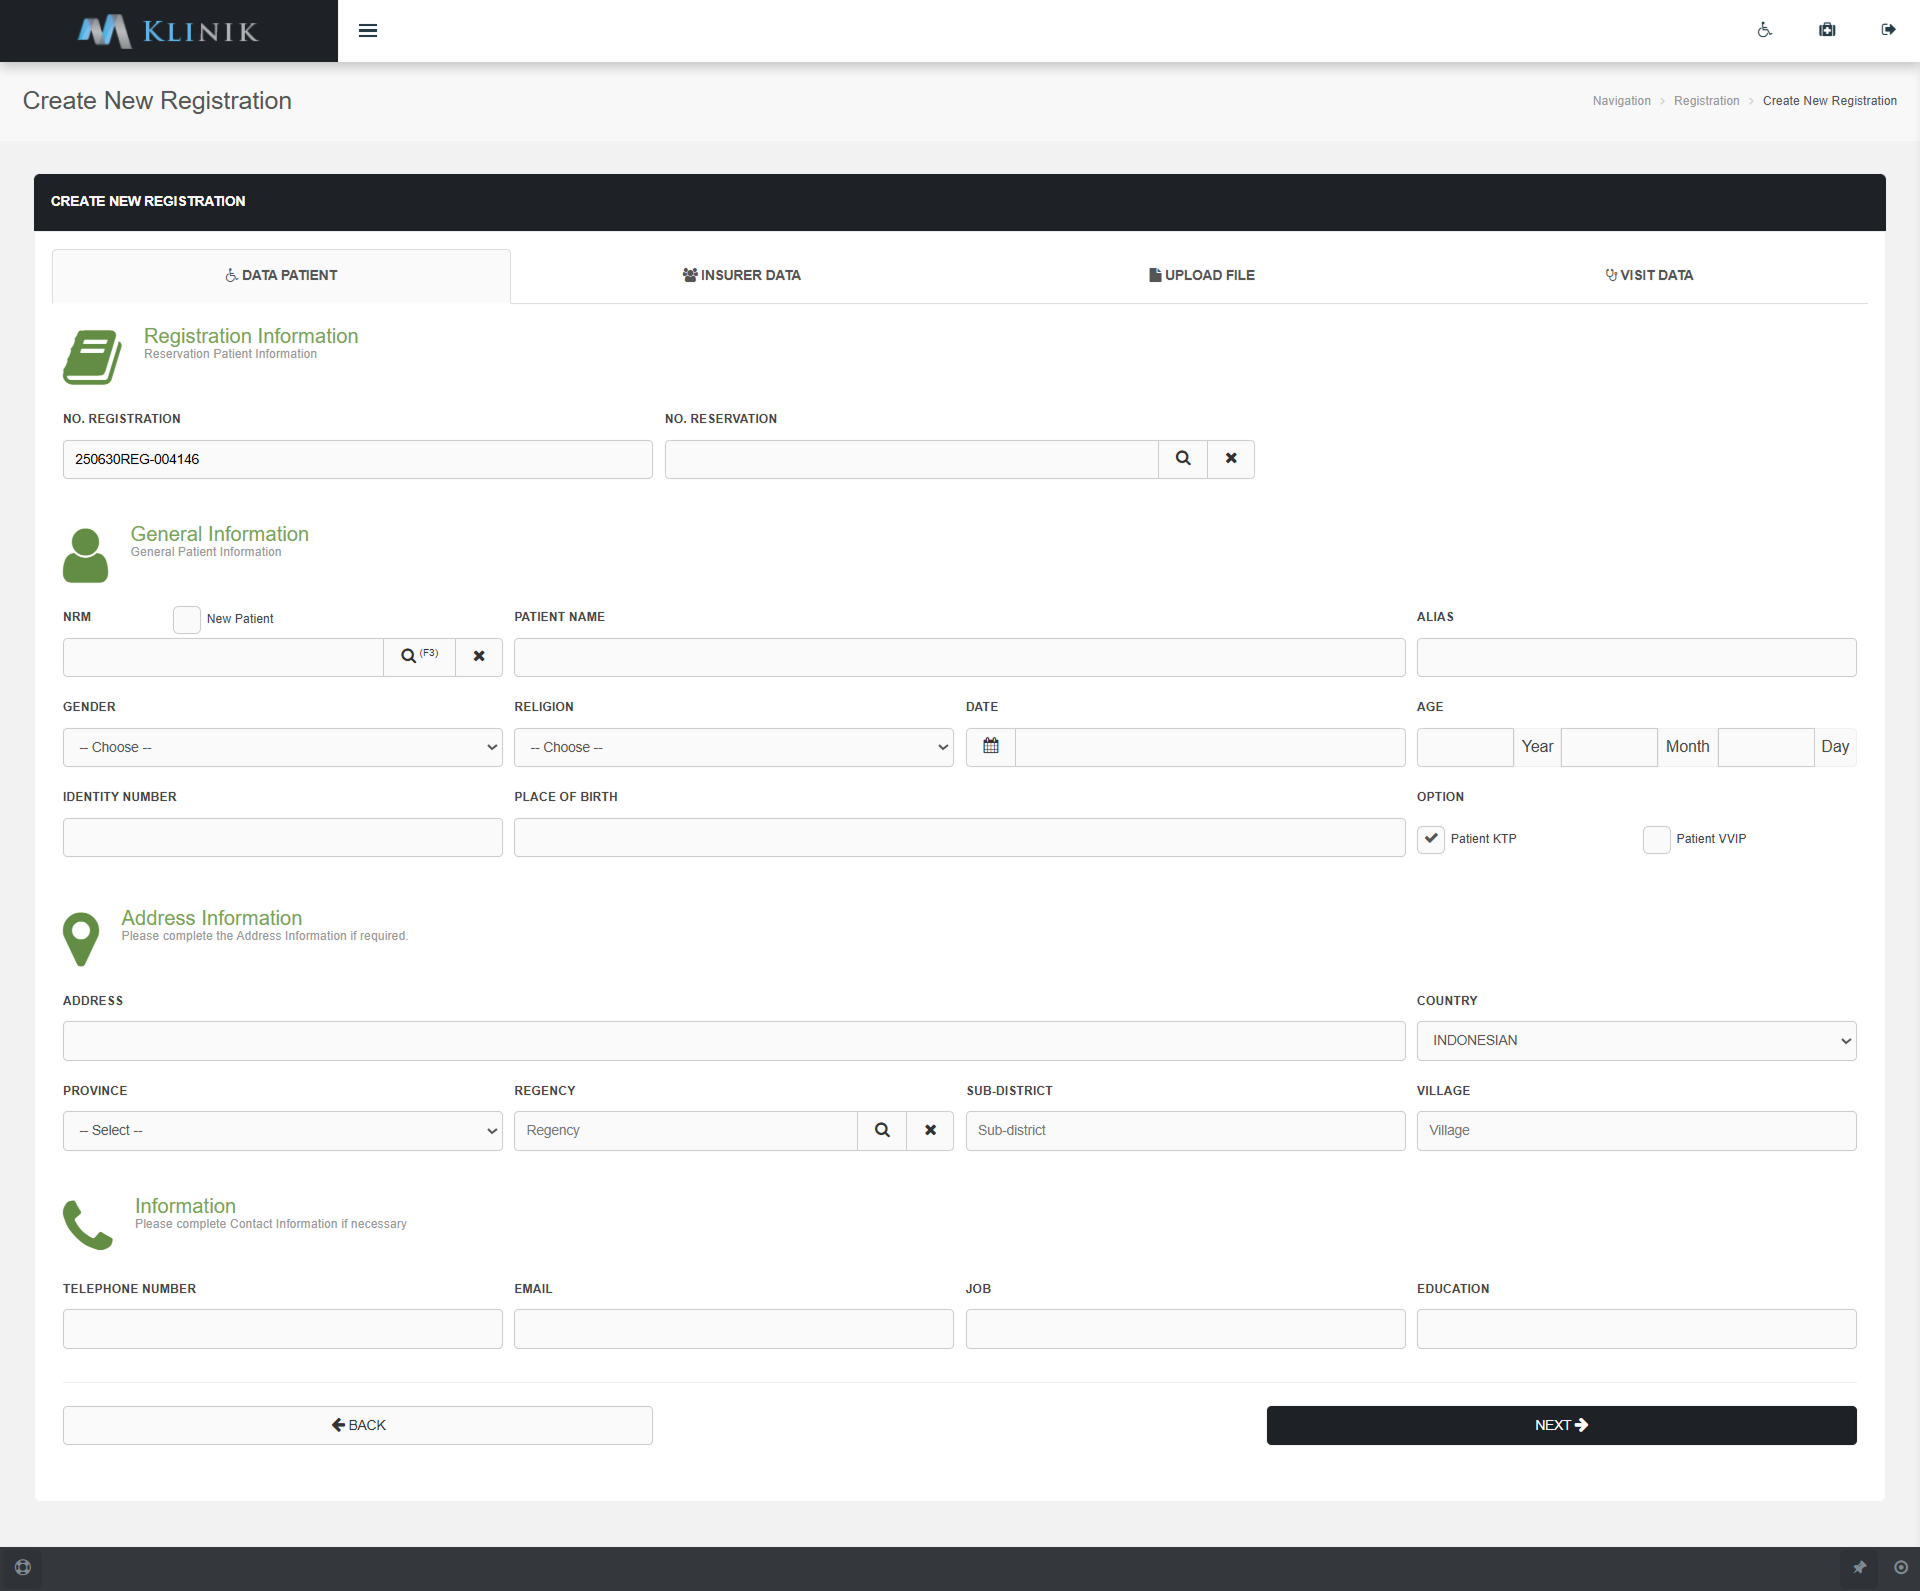 KLINIK
Create New Registration
Navigation > Registration > Create New Registration
CREATE NEW REGISTRATION
DATA PATIENT
INSURER DATA
UPLOAD FILE
VISIT DATA
Registration Information
Reservation Patient Information
NO. REGISTRATION
NO. RESERVATION
250630REG-004146
General Information
General Patient Information
NRM
New Patient
PATIENT NAME
ALIAS
(F3)
GENDER
RELIGION
DATE
AGE
-- Choose --
-- Choose --
Year
Month
Day
IDENTITY NUMBER
PLACE OF BIRTH
OPTION
Patient KTP
Patient VVIP
Address Information
Please complete the Address Information if required.
ADDRESS
COUNTRY
INDONESIAN
PROVINCE
REGENCY
SUB-DISTRICT
VILLAGE
-- Select --
Regency
Sub-district
Village
Information
Please complete Contact Information if necessary
TELEPHONE NUMBER
EMAIL
JOB
EDUCATION
BACK
NEXT